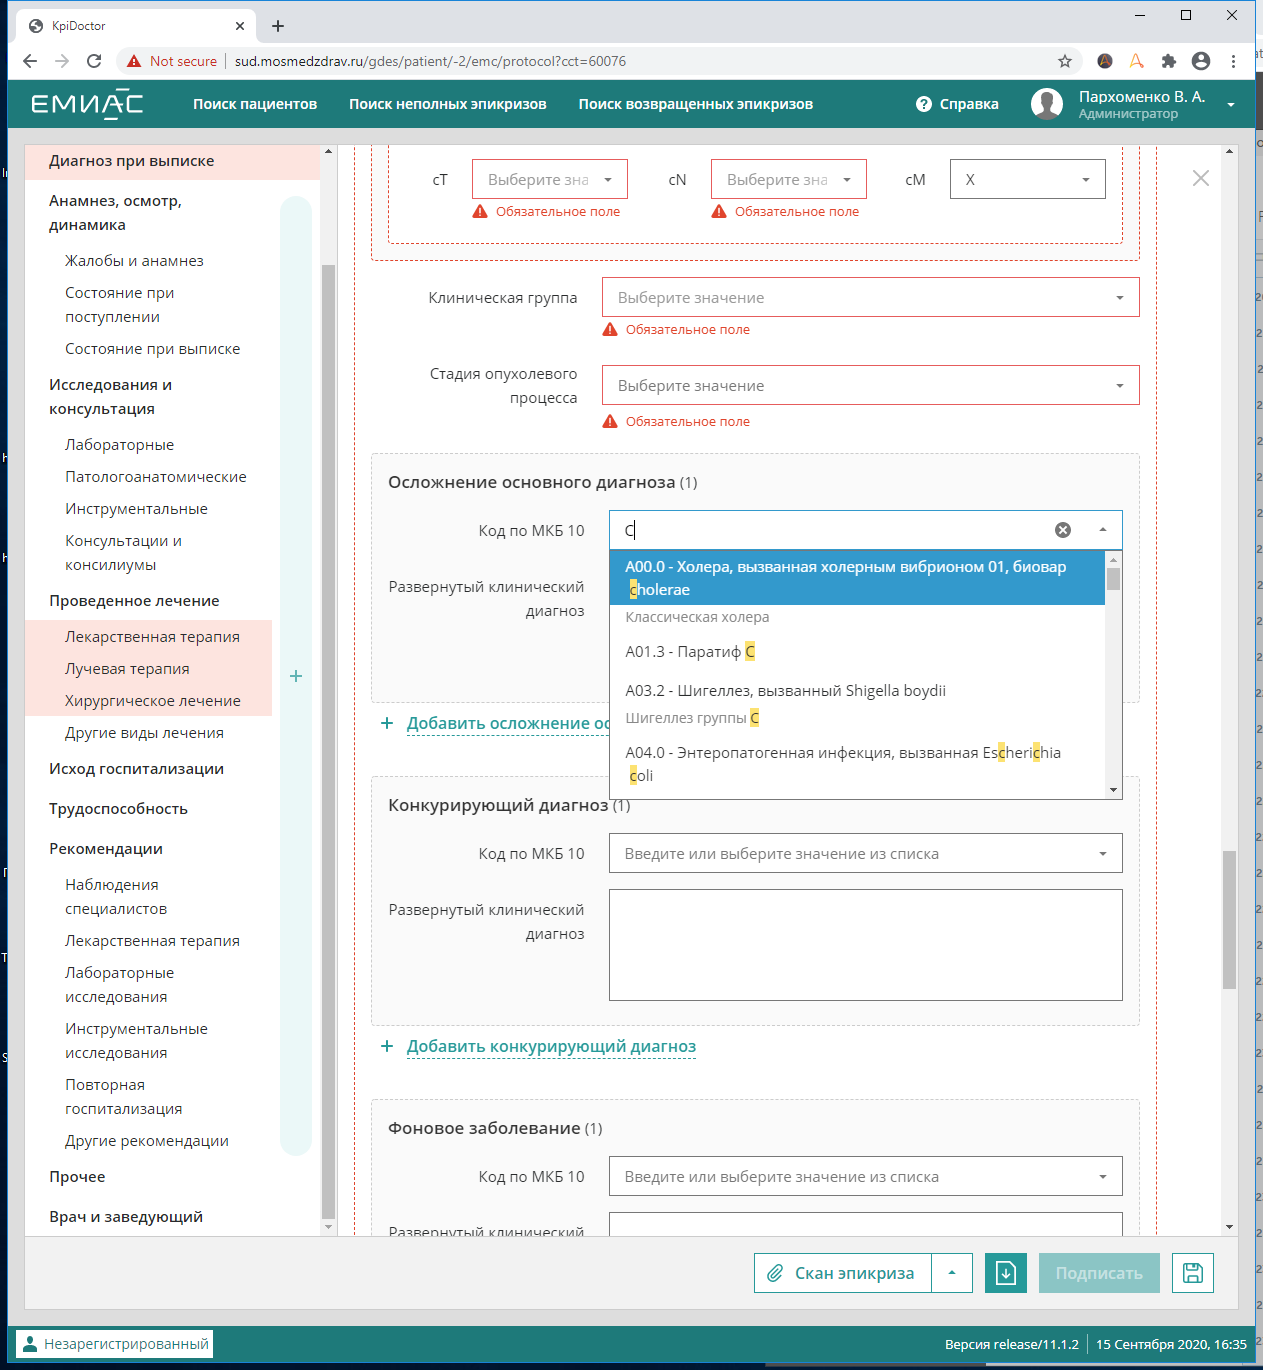 KpiDoctor
Not secure
sud.mosmedzdrav.ru/gdes/patient/-2/emc/protocol?cct=60076
ЕМИАС
Поиск пациентов
Поиск неполных эпикризов
Поиск возвращенных эпикризов
Справка
Пархоменко В. А.
Администратор
Диагноз при выписке
Анамнез, осмотр,
динамика
Жалобы и анамнез
Состояние при
поступлении
Состояние при выписке
Исследования и
консультация
Лабораторные
Патологоанатомические
Инструментальные
Консультации и
консилиумы
Проведенное лечение
Лекарственная терапия
Лучевая терапия
Хирургическое лечение
Другие виды лечения
Исход госпитализации
Трудоспособность
Рекомендации
Наблюдения
специалистов
Лекарственная терапия
Лабораторные
исследования
Инструментальные
исследования
Повторная
госпитализация
Другие рекомендации
Прочее
Врач и заведующий
cT
Выберите зна
cN
Выберите зна
cM
X
Обязательное поле
Обязательное поле
Клиническая группа
Выберите значение
Обязательное поле
Стадия опухолевого
процесса
Выберите значение
Обязательное поле
Осложнение основного диагноза (1)
Код по МКБ 10
С
Развернутый клинический
диагноз
A00.0 - Холера, вызванная холерным вибрионом 01, биовар
cholerae
Классическая холера
A01.3 - Паратиф C
A03.2 - Шигеллез, вызванный Shigella boydii
Шигеллез группы C
A04.0 - Энтеропатогенная инфекция, вызванная Escherichia
coli
Добавить осложнение ос
Конкурирующий диагноз (1)
Код по МКБ 10
Введите или выберите значение из списка
Развернутый клинический
диагноз
Добавить конкурирующий диагноз
Фоновое заболевание (1)
Код по МКБ 10
Введите или выберите значение из списка
Развернутый клинический
Скан эпикриза
Подписать
Незарегистрированный
Версия release/11.1.2
15 Сентября 2020, 16:35